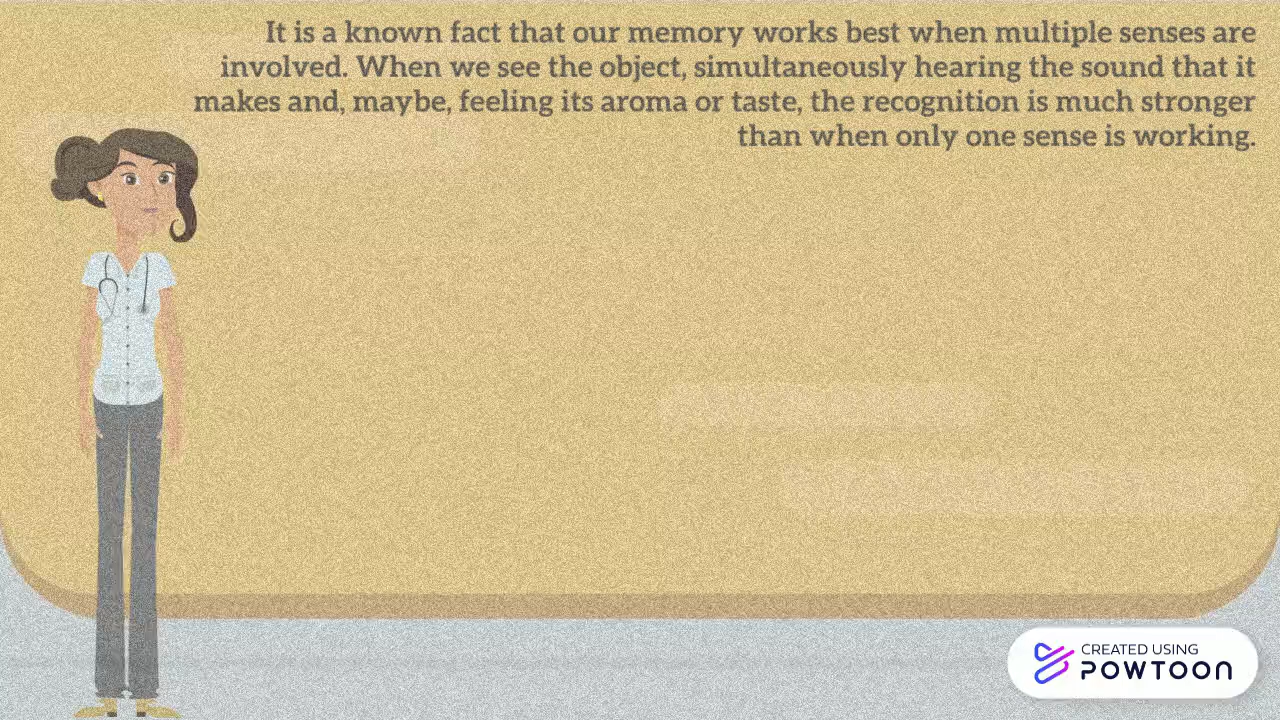 It is a known fact that our memory works best when multiple senses are
involved. When we see the object, simultaneously hearing the sound that it
makes and, maybe, feeling its aroma or taste, the recognition is much stronger
than when only one sense is working.
CREATED USING
POWTOON